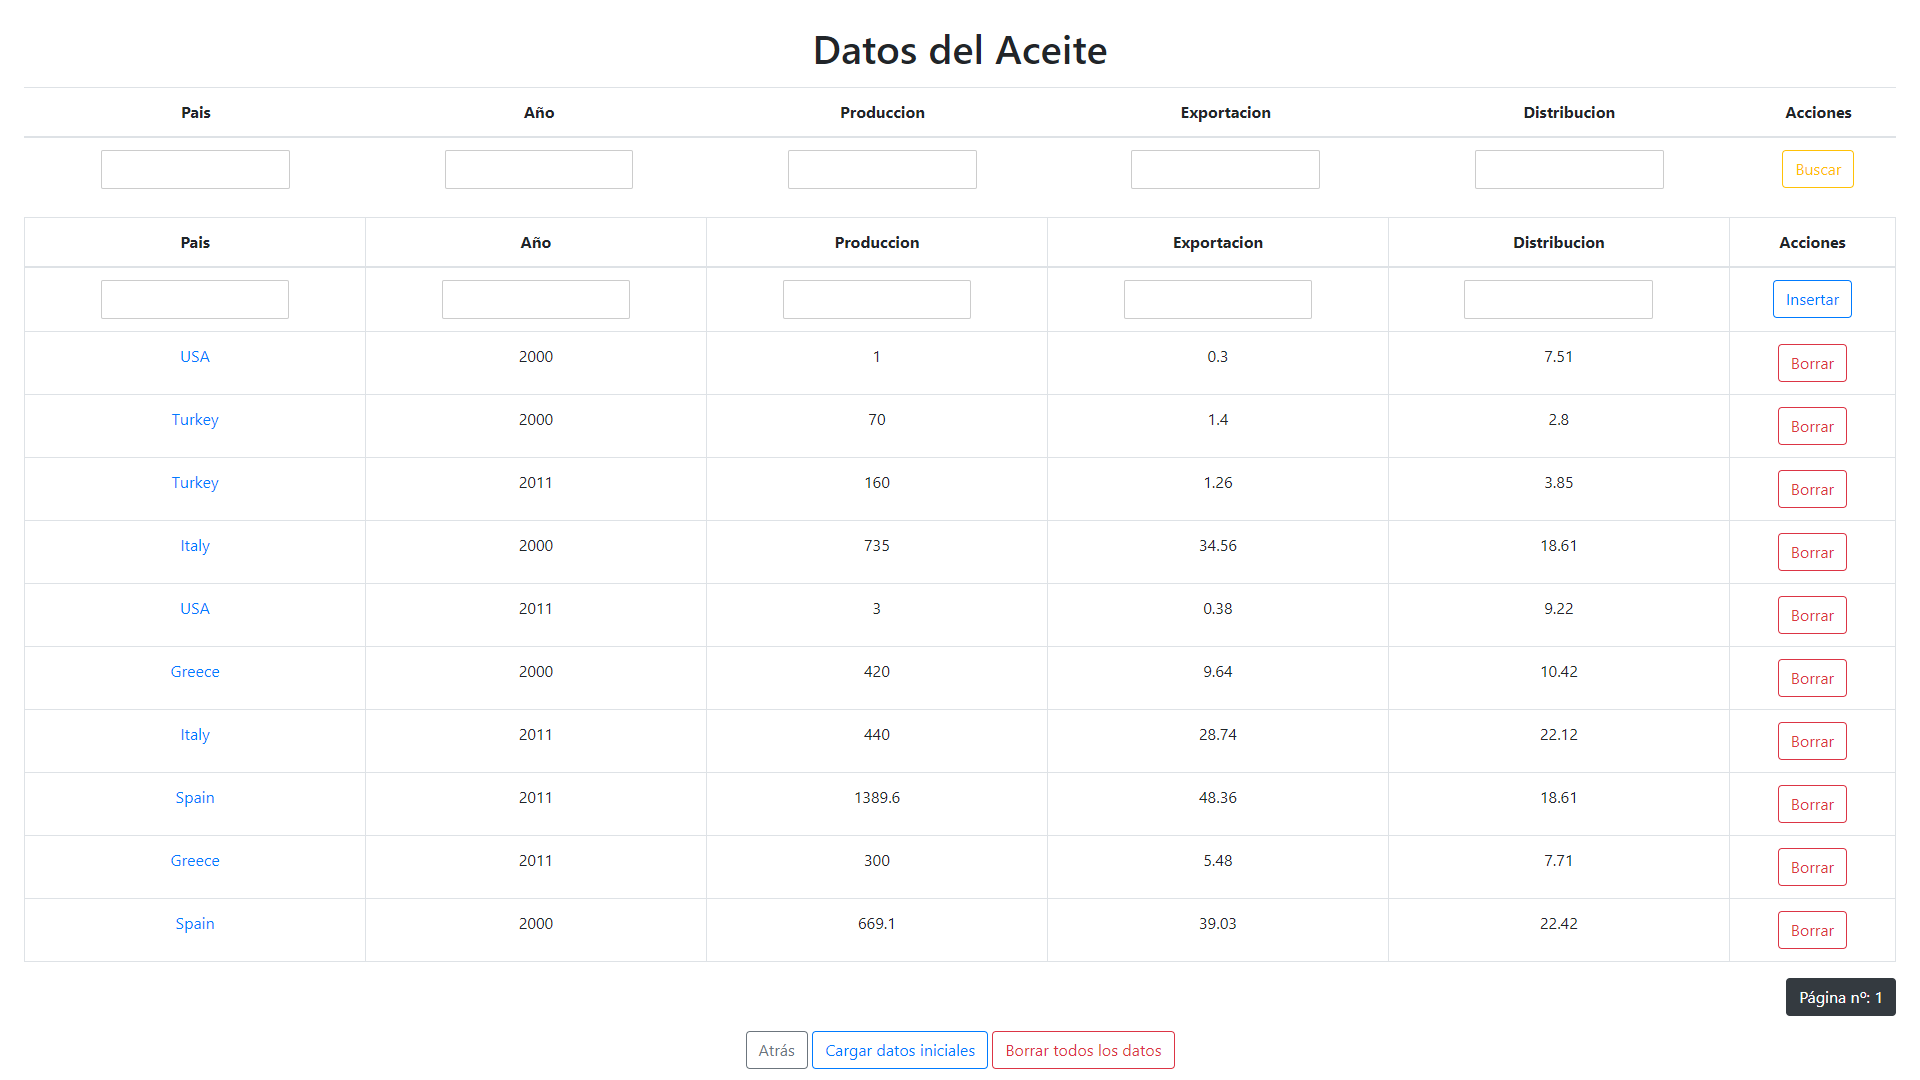 Datos del Aceite
Pais Año Produccion Exportacion Distribucion Acciones
Buscar
Pais Año Produccion Exportacion Distribucion Acciones
Insertar
USA 2000 1 0.3 7.51 Borrar
Turkey 2000 70 1.4 2.8 Borrar
Turkey 2011 160 1.26 3.85 Borrar
Italy 2000 735 34.56 18.61 Borrar
USA 2011 3 0.38 9.22 Borrar
Greece 2000 420 9.64 10.42 Borrar
Italy 2011 440 28.74 22.12 Borrar
Spain 2011 1389.6 48.36 18.61 Borrar
Greece 2011 300 5.48 7.71 Borrar
Spain 2000 669.1 39.03 22.42 Borrar
Página nº: 1
Atrás Cargar datos iniciales Borrar todos los datos